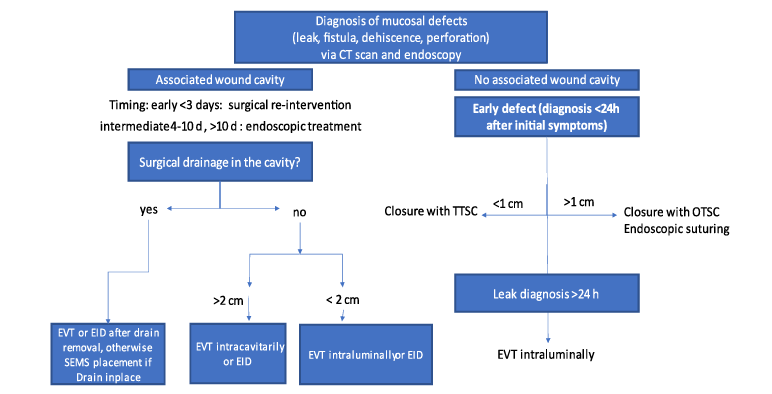 Diagnosis of mucosal defects
(leak, fistula, dehiscence, perforation)
via CT scan and endoscopy
Associated wound cavity
No associated wound cavity
Timing: early <3 days: surgical re-intervention
intermediate4-10 d , >10 d : endoscopic treatment
Early defect (diagnosis <24h
after initial symptoms)
Surgical drainage in the cavity?
yes
no
Closure with TTSC
<1 cm
>1 cm
Closure with OTSC
Endoscopic suturing
>2 cm
< 2 cm
Leak diagnosis >24 h
EVT or EID after drain
removal, otherwise
SEMS placement if
Drain inplace
EVT intracavitarily
or EID
EVT intraluminallyor EID
EVT intraluminally